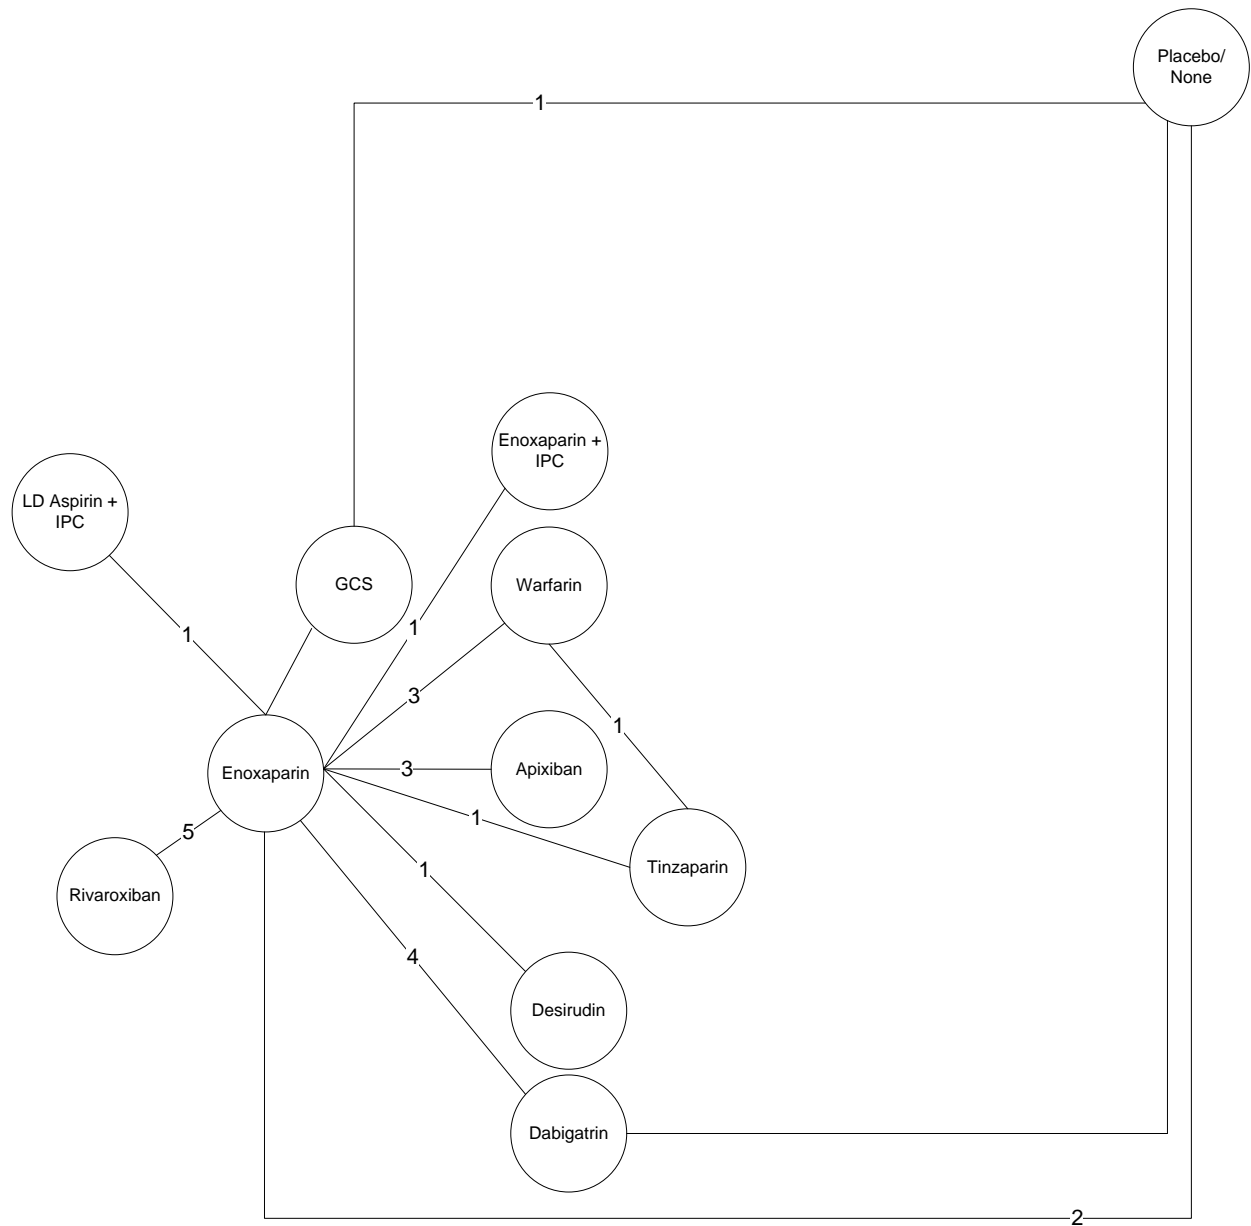 Placebo/
None
1
Enoxaparin +
IPC
LD Aspirin +
IPC
GCS
Warfarin
1
1
3
1
Enoxaparin
3
Apixiban
1
5
Tinzaparin
1
Rivaroxiban
4
Desirudin
Dabigatrin
2